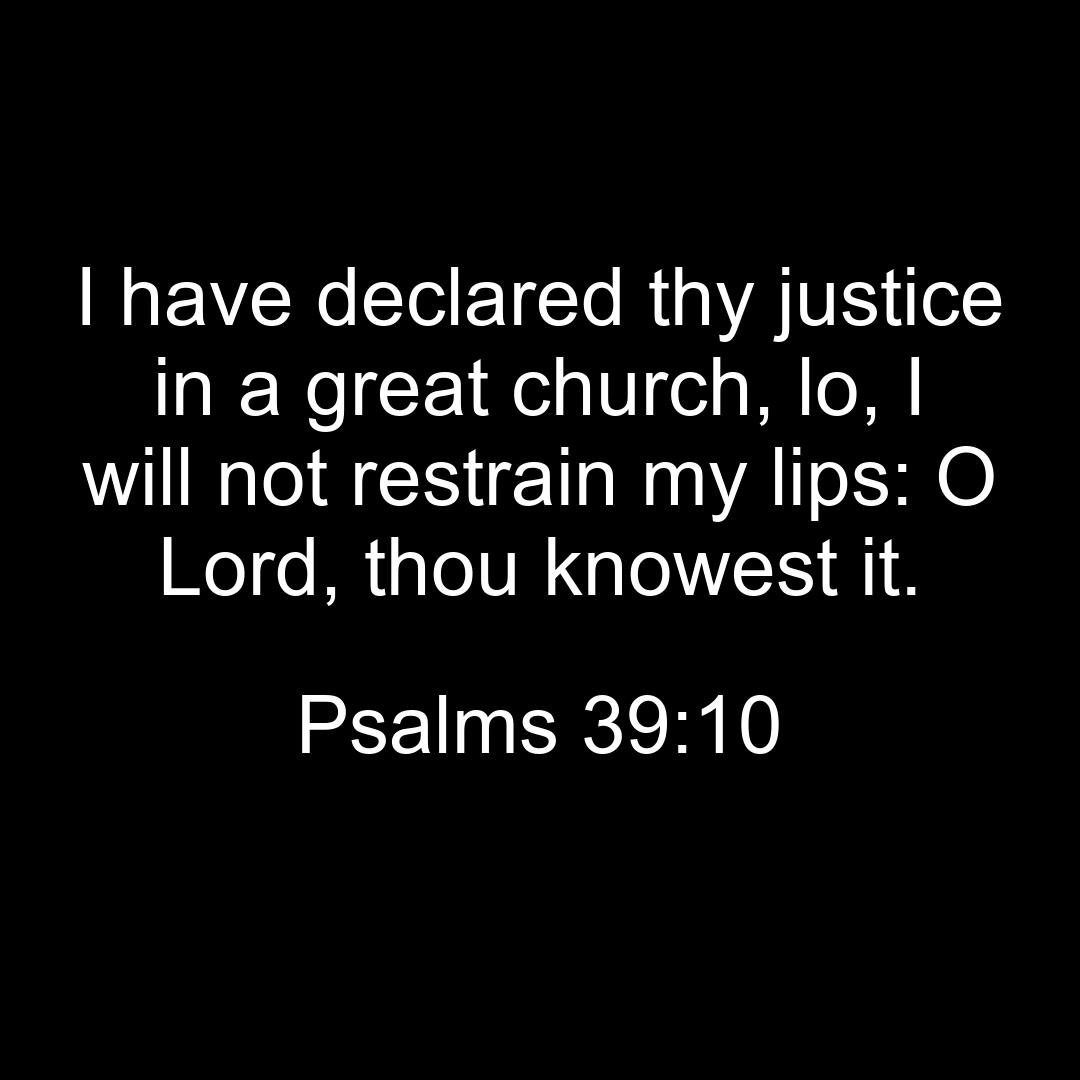 I have declared thy justice
in a great church, lo, I
will not restrain my lips: O
Lord, thou knowest it.
Psalms 39:10